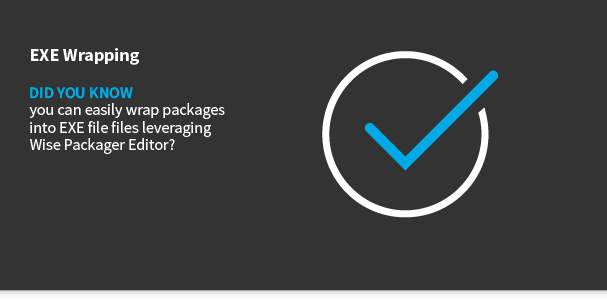 EXE Wrapping
DID YOU KNOW
you can easily wrap packages
into EXE file files leveraging
Wise Packager Editor?